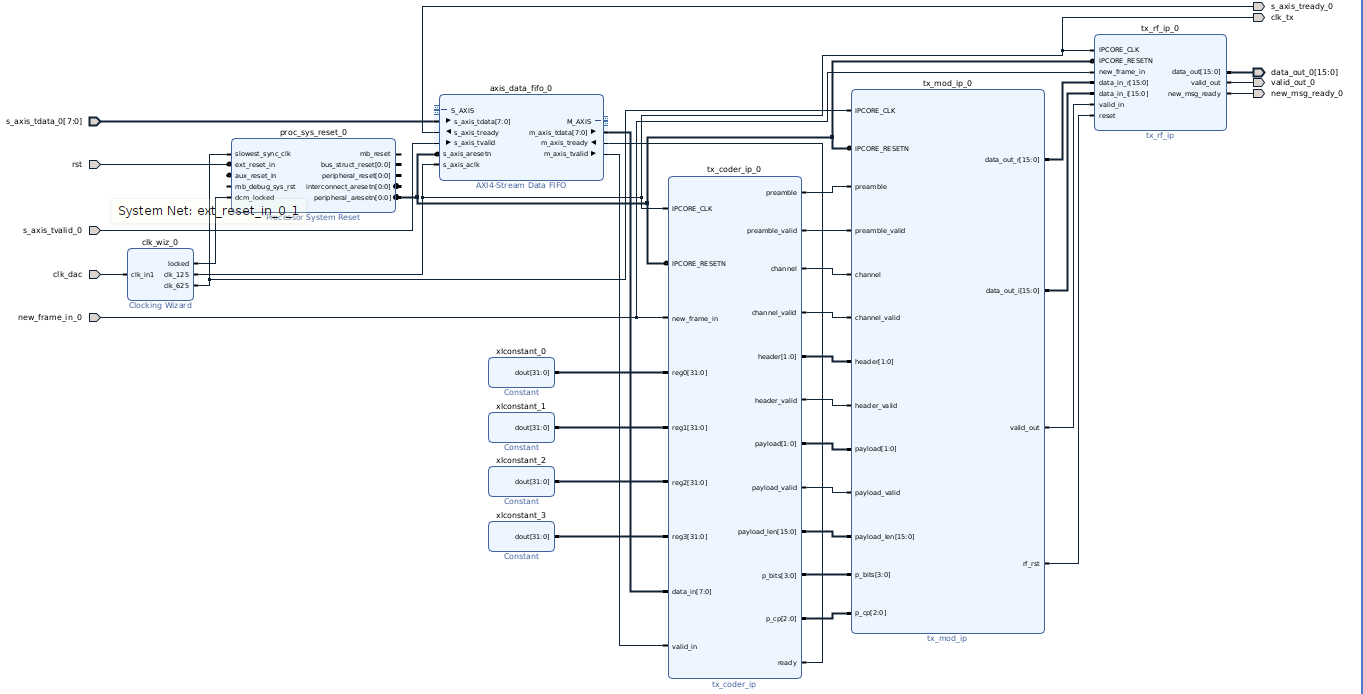 s_axis_tready_0
clk_tx
tx_rf_ip_0
IPCORE_CLK
IPCORE_RESETN
new_frame_in
data_in_r[15:0]
data_in_i[15:0]
valid_in
reset
data_out[15:0]
valid_out
new_msg_ready
tx_rf_ip
data_out_0[15:0]
valid_out_0
new_msg_ready_0
s_axis_tdata_0[7:0]
rst
s_axis_tvalid_0
clk_dac
new_frame_in_0
axis_data_fifo_0
S_AXIS
s_axis_tdata[7:0]
s_axis_tready
s_axis_tvalid
s_axis_aresetn
s_axis_aclk
M_AXIS
m_axis_tdata[7:0]
m_axis_tready
m_axis_tvalid
AXI4-Stream Data FIFO
proc_sys_reset_0
slowest_sync_clk
ext_reset_in
aux_reset_in
mb_debug_sys_rst
dcm_locked
mb_reset
bus_struct_reset[0:0]
peripheral_reset[0:0]
interconnect_aresetn[0:0]
peripheral_aresetn[0:0]
Processor System Reset
System Net: ext_reset_in_0_1
clk_wiz_0
clk_in1
locked
clk_125
clk_625
Clocking Wizard
xlconstant_0
dout[31:0]
Constant
xlconstant_1
dout[31:0]
Constant
xlconstant_2
dout[31:0]
Constant
xlconstant_3
dout[31:0]
Constant
tx_coder_ip_0
IPCORE_CLK
IPCORE_RESETN
new_frame_in
reg0[31:0]
reg1[31:0]
reg2[31:0]
reg3[31:0]
data_in[7:0]
valid_in
preamble
preamble_valid
channel
channel_valid
header[1:0]
header_valid
payload[1:0]
payload_valid
payload_len[15:0]
p_bits[3:0]
p_cp[2:0]
ready
tx_coder_ip
tx_mod_ip_0
IPCORE_CLK
IPCORE_RESETN
preamble
preamble_valid
channel
channel_valid
header[1:0]
header_valid
payload[1:0]
payload_valid
payload_len[15:0]
p_bits[3:0]
p_cp[2:0]
data_out_r[15:0]
data_out_i[15:0]
valid_out
rf_rst
tx_mod_ip